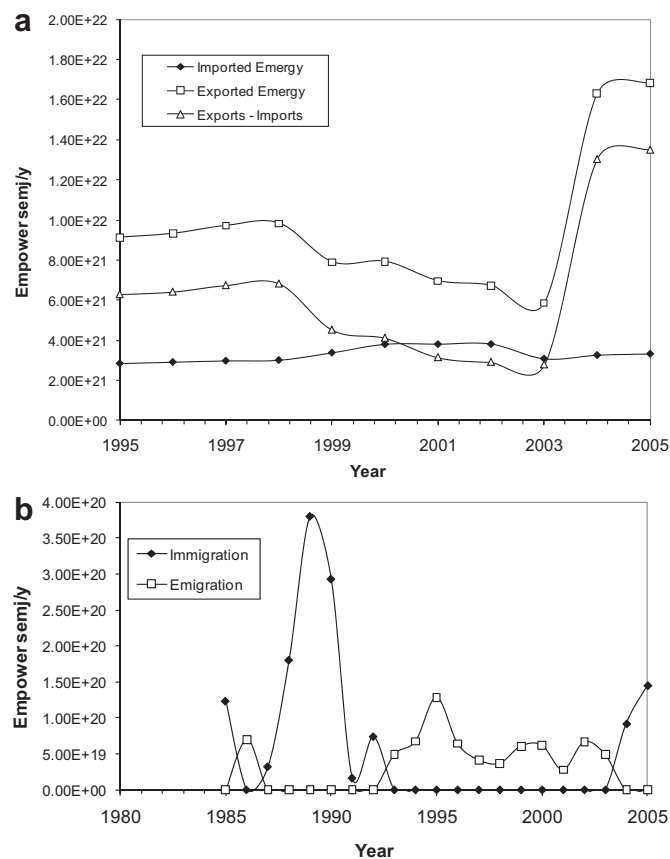 a
2.00E+22
1.80E+22
1.60E+22
1.40E+22
1.20E+22
1.00E+22
8.00E+21
6.00E+21
4.00E+21
2.00E+21
0.00E+00
Empower semj/y
Imported Emergy
Exported Emergy
Exports - Imports
1995 1997 1999 2001 2003 2005
Year
b
4.00E+20
3.50E+20
3.00E+20
2.50E+20
2.00E+20
1.50E+20
1.00E+20
5.00E+19
0.00E+00
Empower semj/y
Immigration
Emigration
1980 1985 1990 1995 2000 2005
Year